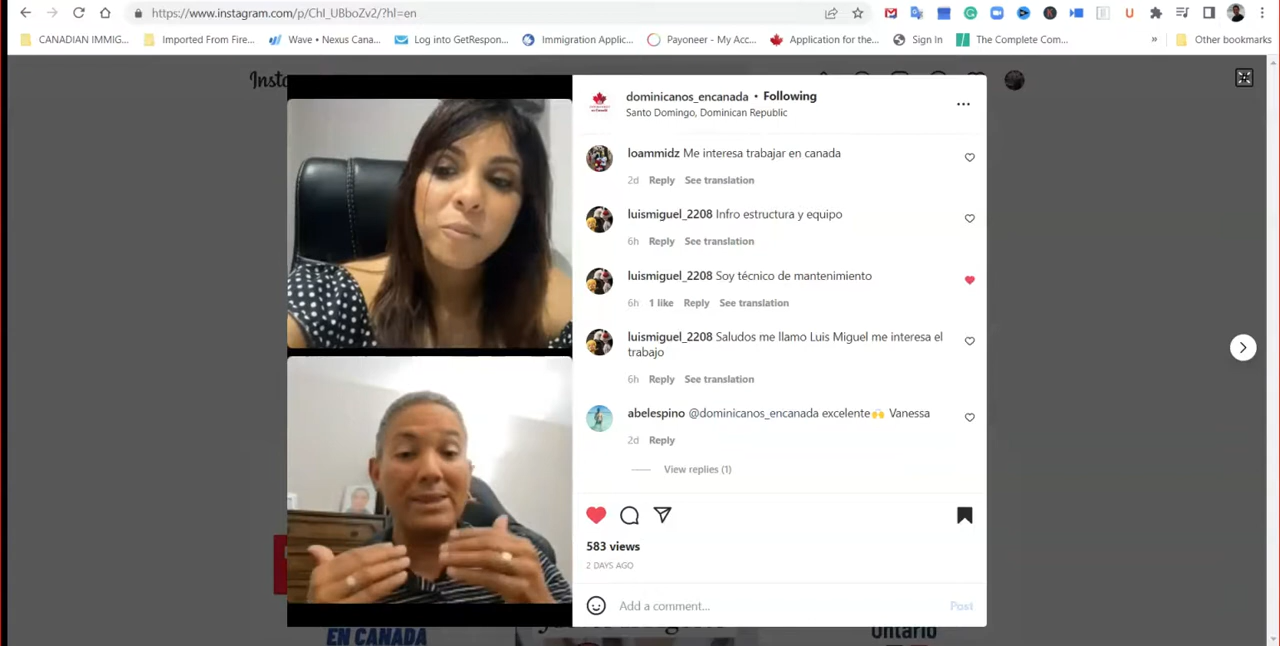 https://www.instagram.com/p/ChI_UBboZv2/?hl=en
CANADIAN IMMIG...
Imported From Fire...
Wave • Nexus Cana...
Log into GetRespon...
Immigration Applic...
Payoneer - My Acc...
Application for the...
Sign In
The Complete Com...
»
Other bookmarks
Insta
dominicanos_encanada • Following
Santo Domingo, Dominican Republic
loammidz Me interesa trabajar en canada
2d Reply See translation
luismiguel_2208 Infro estructura y equipo
6h Reply See translation
luismiguel_2208 Soy técnico de mantenimiento
6h 1 like Reply See translation
luismiguel_2208 Saludos me llamo Luis Miguel me interesa el
trabajo
6h Reply See translation
abelespino @dominicanos_encanada excelente🙌 Vanessa
2d Reply
View replies (1)
583 views
2 DAYS AGO
Add a comment...
Post
EN CANADA
Ontario